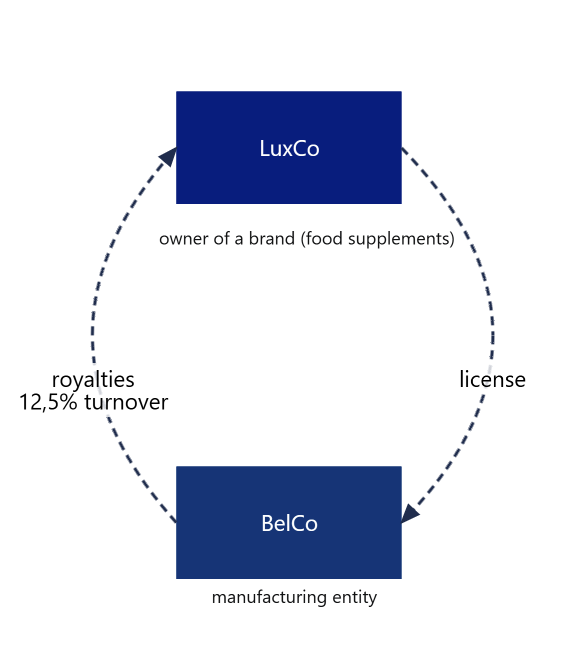 LuxCo
owner of a brand (food supplements)
royalties
12,5% turnover
license
BelCo
manufacturing entity